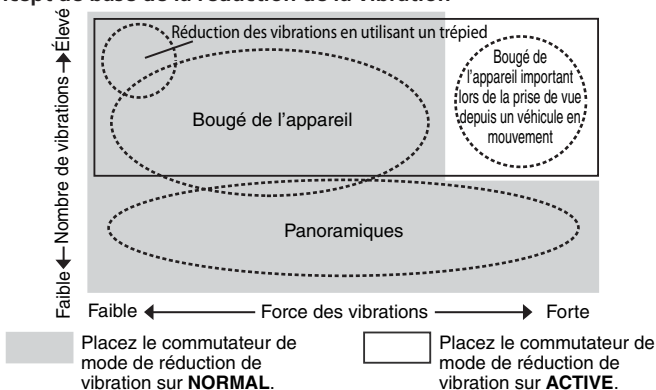 cept de base de la réduction de la vibration
Faible ◄—Nombre de vibrations—► Élevé
Réduction des vibrations en utilisant un trépied
Bougé de l’appareil
Bougé de
l’appareil important
lors de la prise de vue
depuis un véhicule en
mouvement
Panoramiques
Faible ◄— Force des vibrations —► Forte
Placez le commutateur de
mode de réduction de
vibration sur NORMAL.
Placez le commutateur de
mode de réduction de
vibration sur ACTIVE.